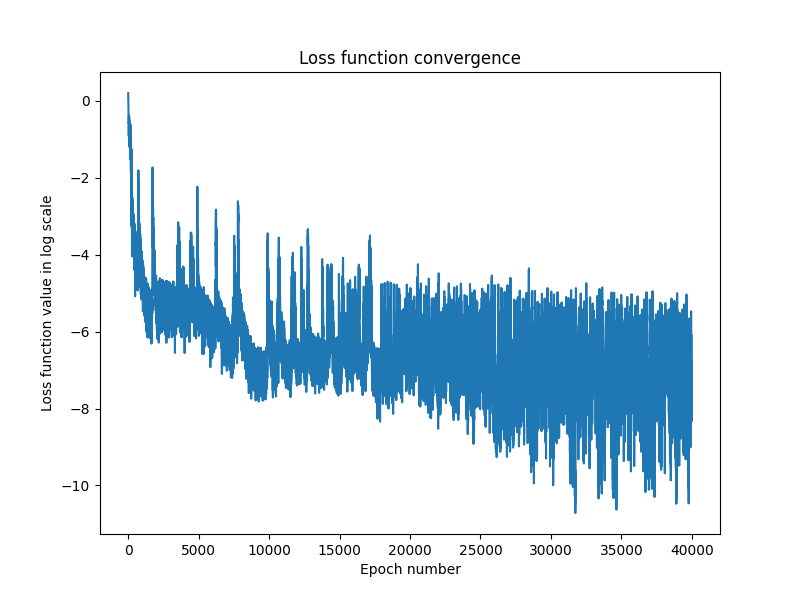 Loss function convergence
Loss function value in log scale
0
−2
−4
−6
−8
−10
0 5000 10000 15000 20000 25000 30000 35000 40000
Epoch number